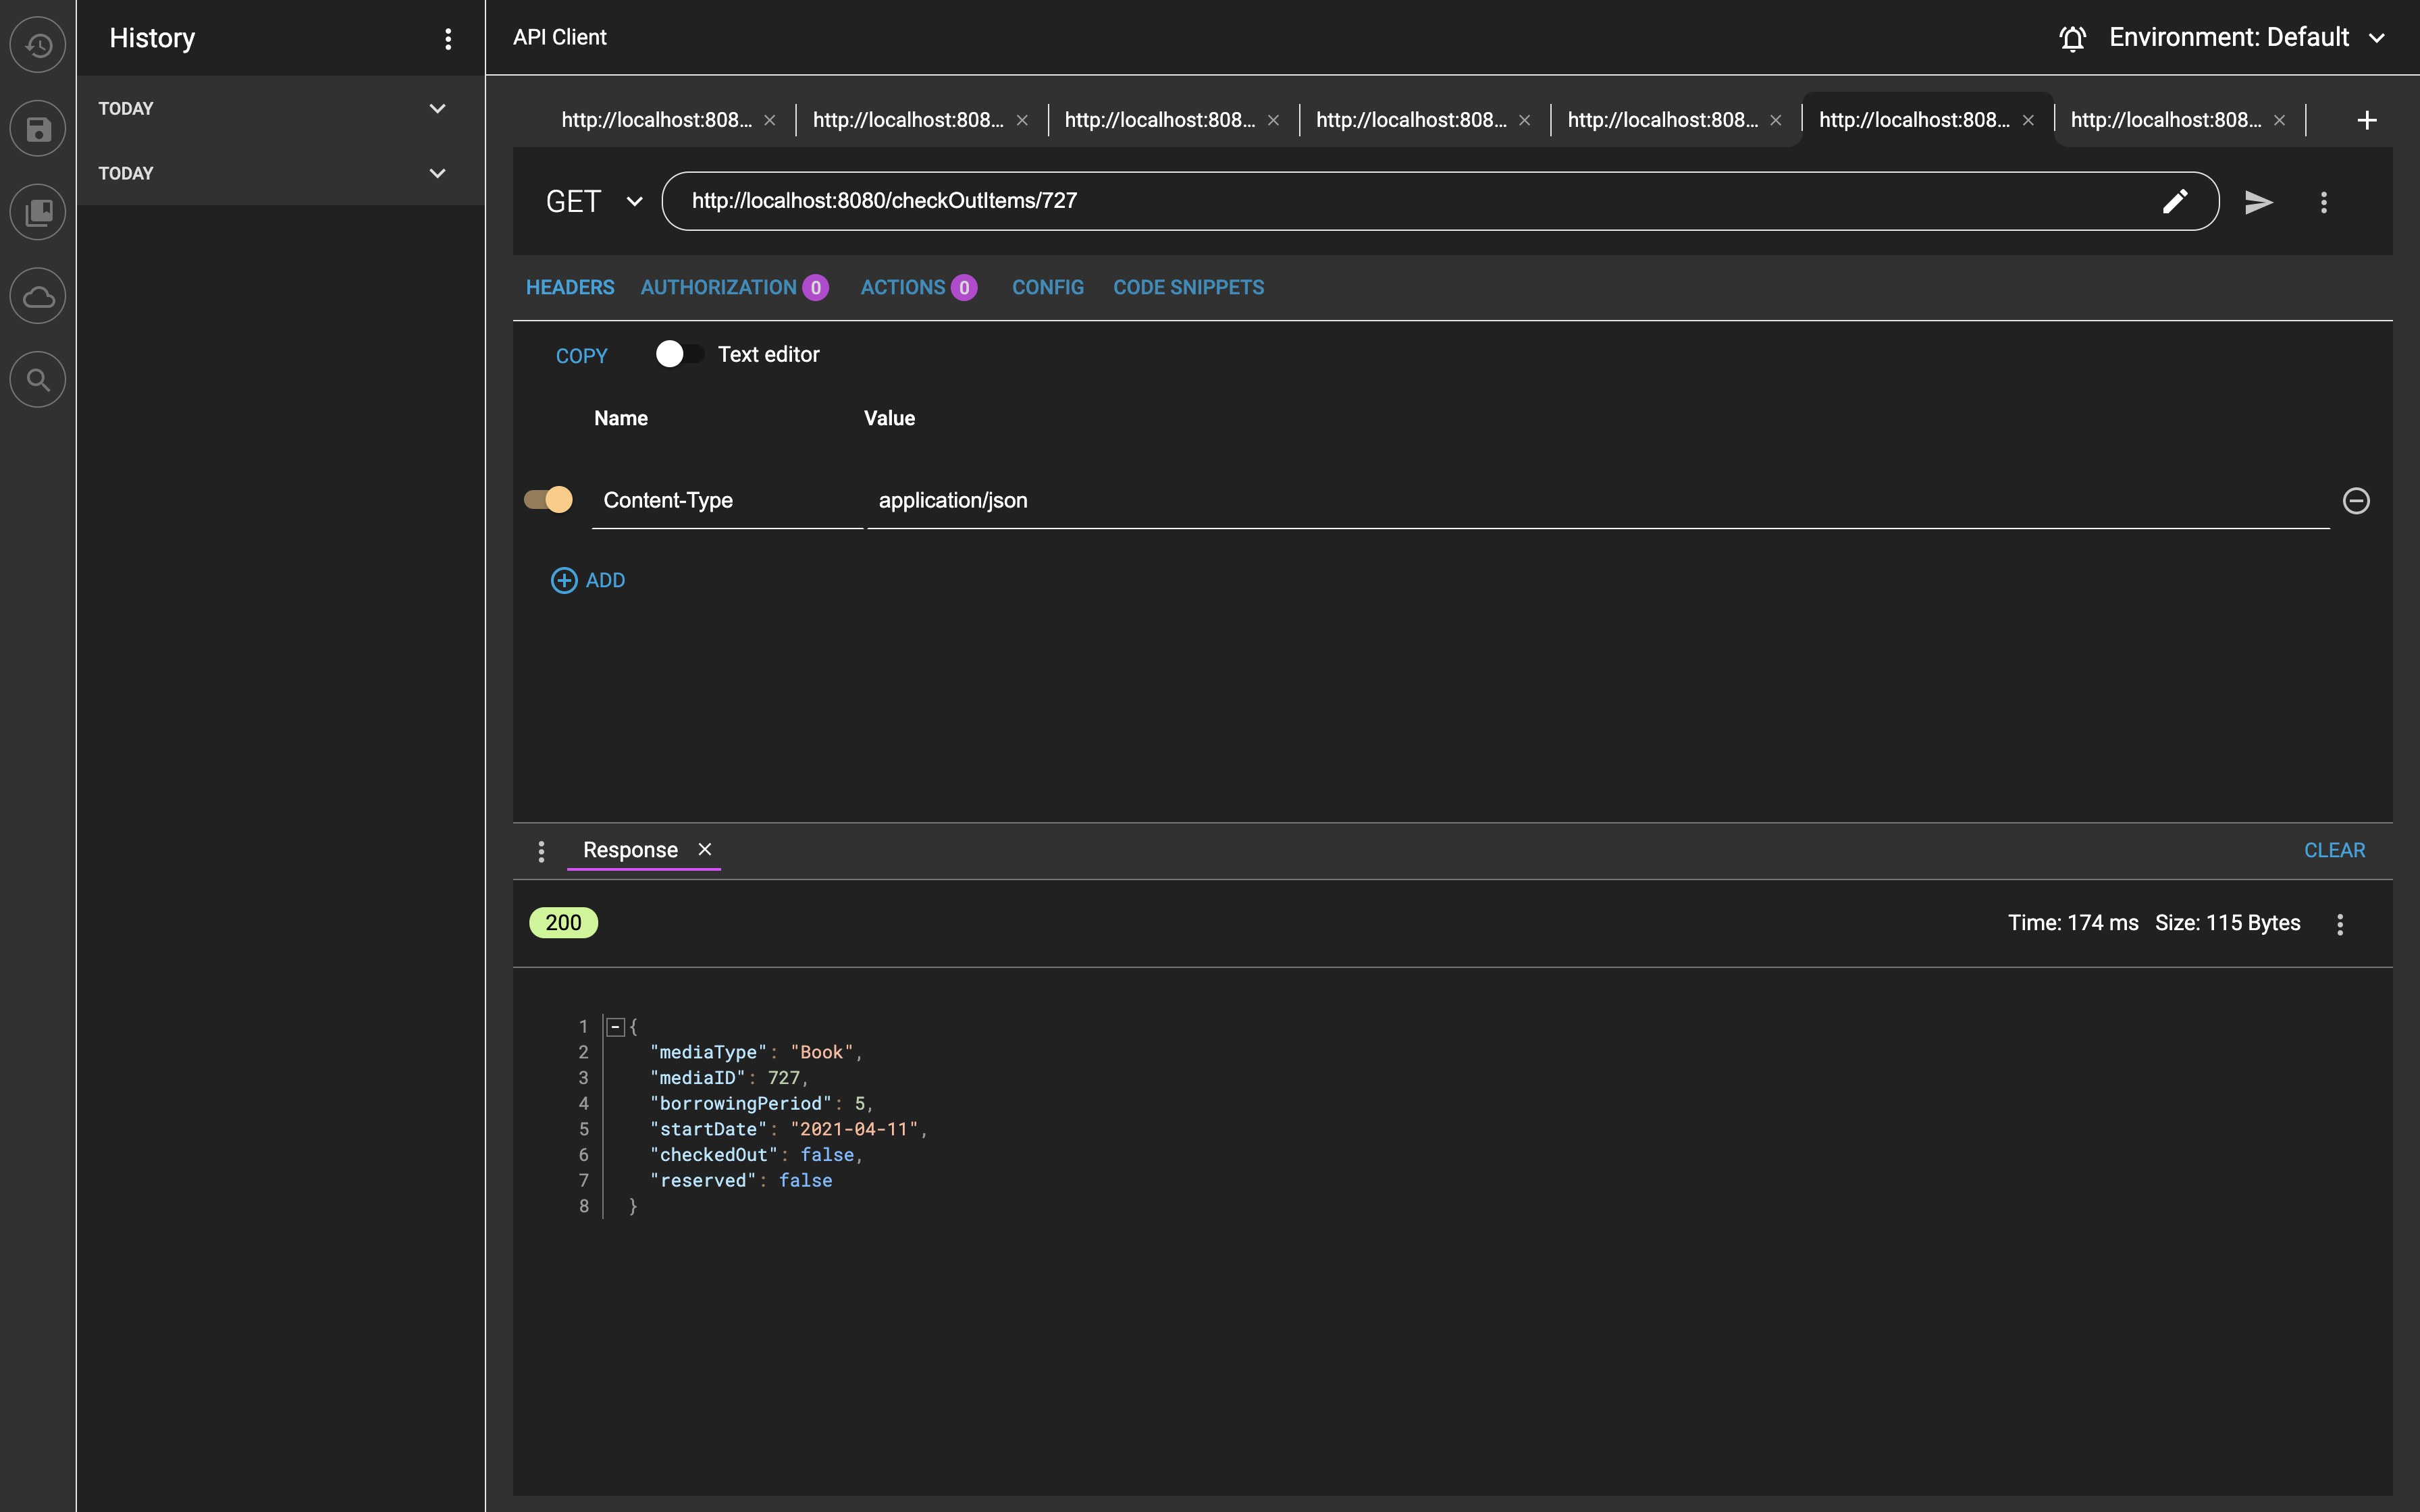 History
API Client
Environment: Default
TODAY
TODAY
http://localhost:808...
http://localhost:808...
http://localhost:808...
http://localhost:808...
http://localhost:808...
http://localhost:808...
http://localhost:808...
GET
http://localhost:8080/checkOutItems/727
HEADERS AUTHORIZATION 0 ACTIONS 0 CONFIG CODE SNIPPETS
COPY Text editor
Name Value
Content-Type application/json
ADD
Response CLEAR
200 Time: 174 ms Size: 115 Bytes
1 {
2 "mediaType": "Book",
3 "mediaID": 727,
4 "borrowingPeriod": 5,
5 "startDate": "2021-04-11",
6 "checkedOut": false,
7 "reserved": false
8 }